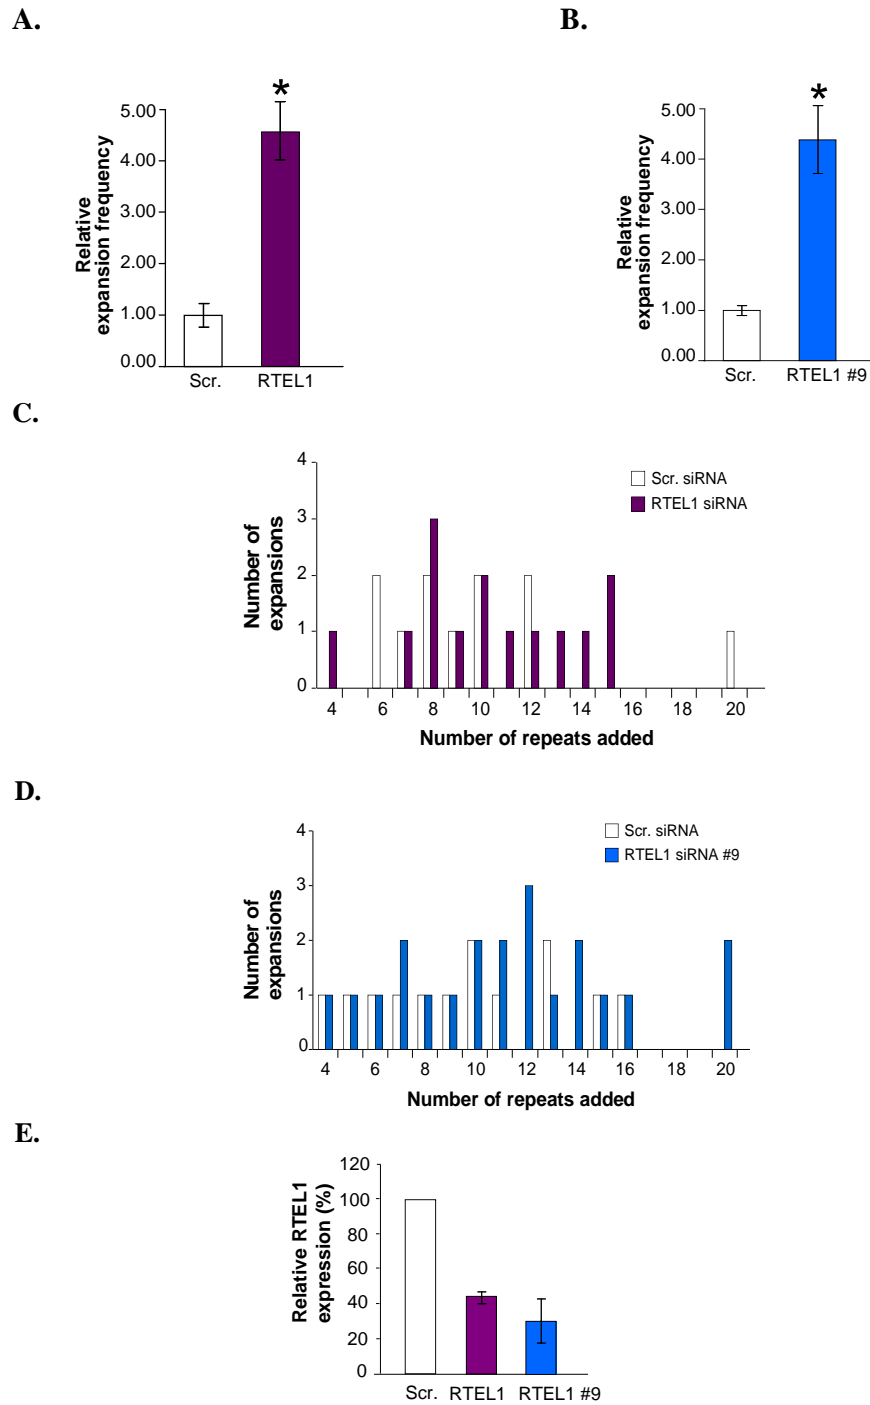 A.
Relative
expansion frequency
5.00
4.00
3.00
2.00
1.00
0.00
*
Scr. RTEL1
B.
Relative
expansion frequency
5.00
4.00
3.00
2.00
1.00
0.00
*
Scr. RTEL1 #9
C.
Number of
expansions
4
3
2
1
0
Scr. siRNA
RTEL1 siRNA
4 6 8 10 12 14 16 18 20
Number of repeats added
D.
Number of
expansions
4
3
2
1
0
Scr. siRNA
RTEL1 siRNA #9
4 6 8 10 12 14 16 18 20
Number of repeats added
E.
Relative RTEL1
expression (%)
120
100
80
60
40
20
0
Scr. RTEL1 RTEL1 #9